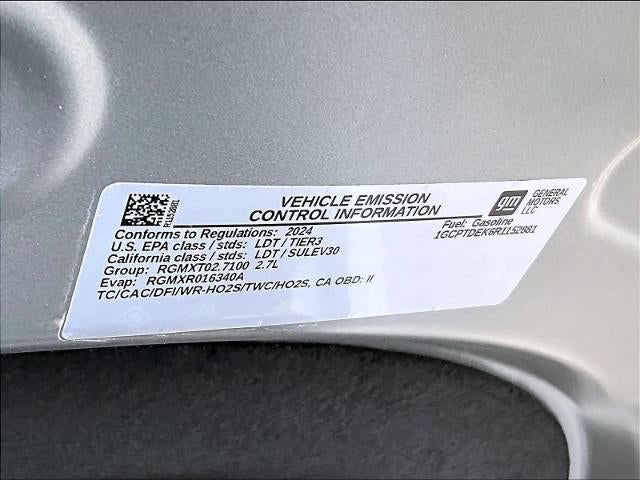 R1152881
VEHICLE EMISSION
CONTROL INFORMATION
gm
GENERAL
MOTORS
LLC
Fuel: Gasoline
1GCPTDEK6R1152881
Conforms to Regulations: 2024
U.S. EPA class / stds: LDT / TIER3
California class / stds: LDT / SULEV30
Group: RGMXT02.7100 2.7L
Evap: RGMXR016340A
TC/CAC/DFI/WR-HO2S/TWC/HO2S, CA OBD: II